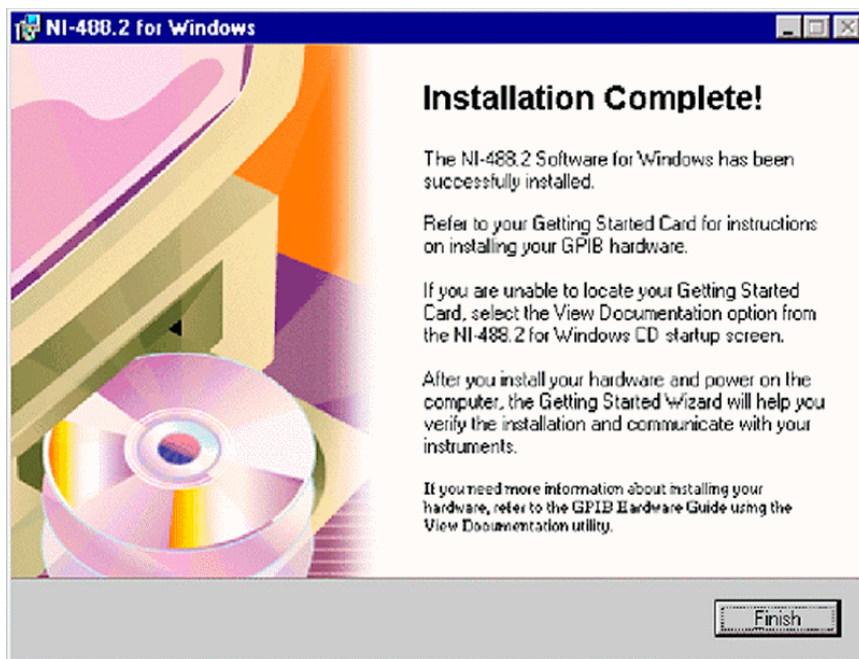 NI-488.2 for Windows
Installation Complete!
The NI-488.2 Software for Windows has been
successfully installed.
Refer to your Getting Started Card for instructions
on installing your GPIB hardware.
If you are unable to locate your Getting Started
Card, select the View Documentation option from
the NI-488.2 for Windows CD startup screen.
After you install your hardware and power on the
computer, the Getting Started Wizard will help you
verify the installation and communicate with your
instruments.
If you need more information about installing your
hardware, refer to the GPIB Hardware Guide using the
View Documentation utility.
Finish